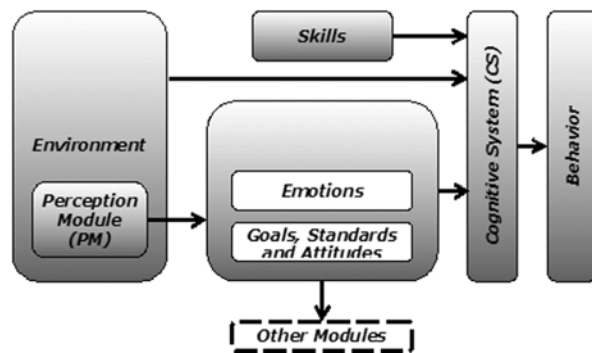 Skills
Environment
Perception
Module
(PM)
Emotions
Goals, Standards
and Attitudes
Other Modules
Cognitive System (CS)
Behavior